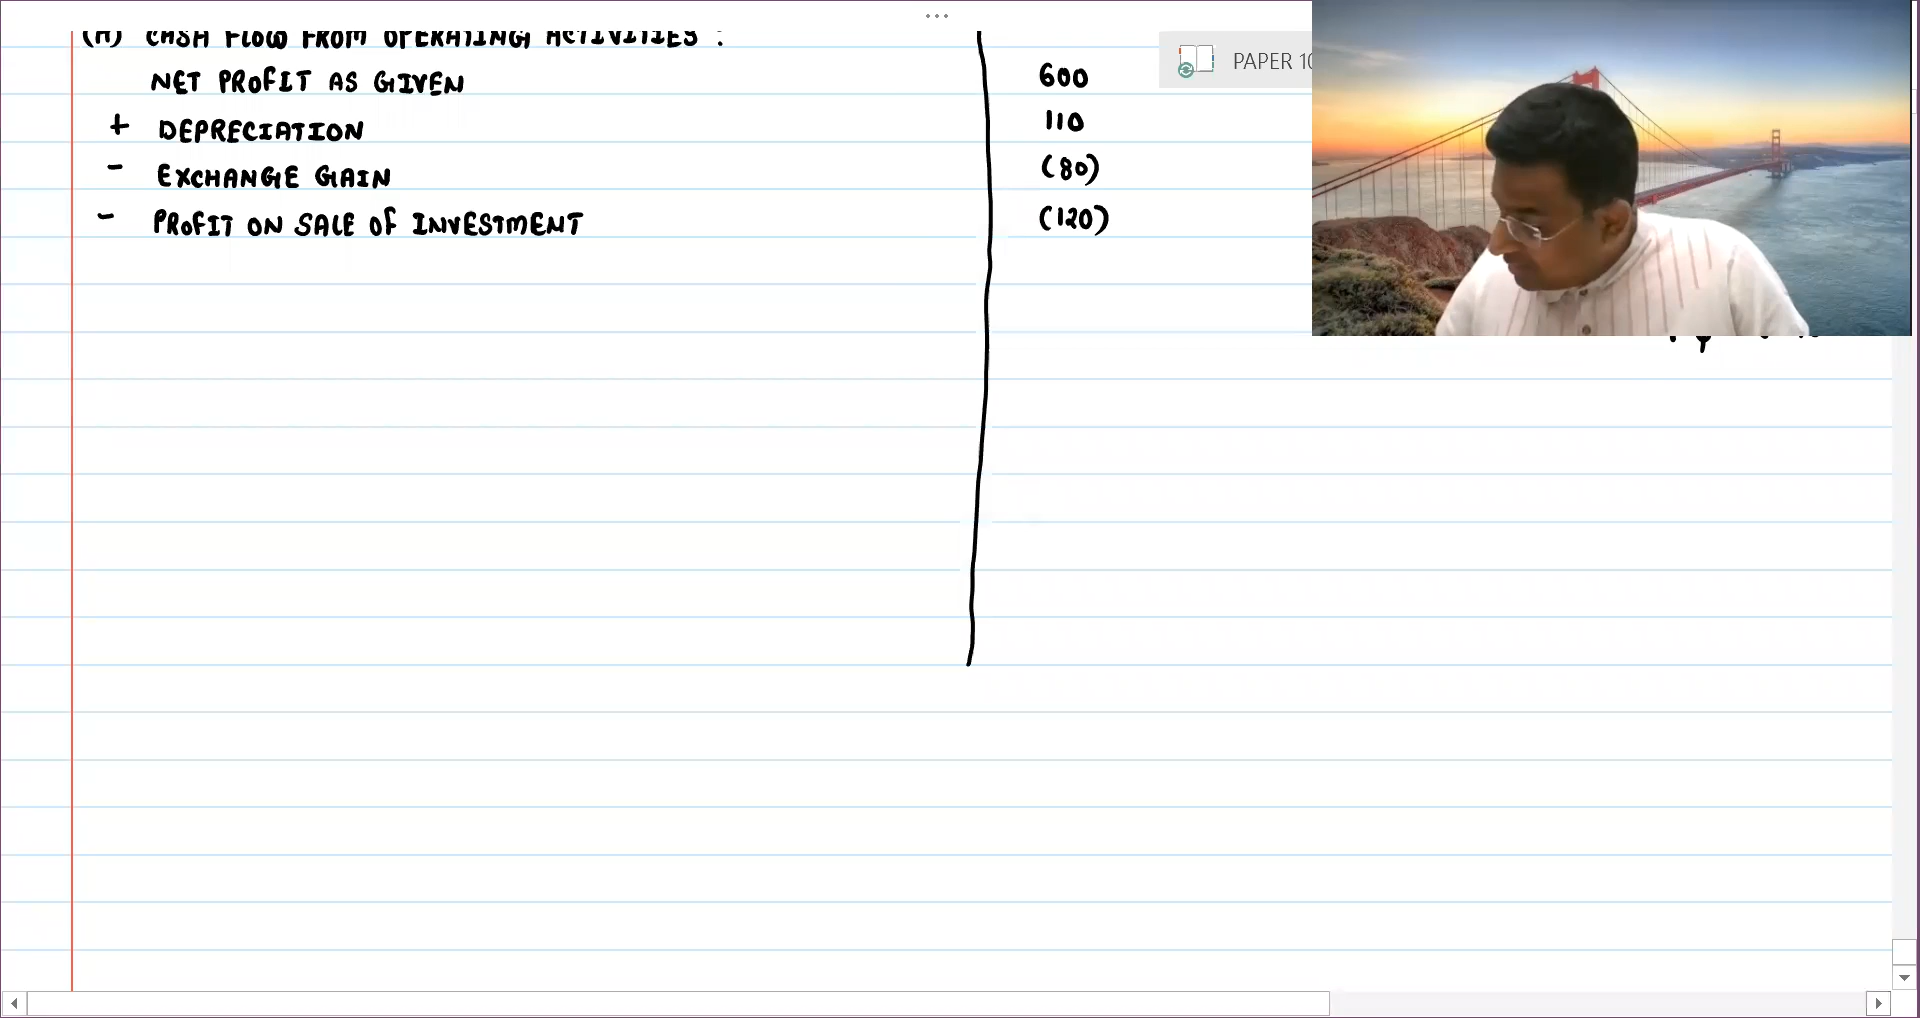 (A) CASH FLOW FROM OPERATING ACTIVITIES :
NET PROFIT AS GIVEN 600
+ DEPRECIATION 110
- EXCHANGE GAIN (80)
- PROFIT ON SALE OF INVESTMENT (120)
PAPER 10